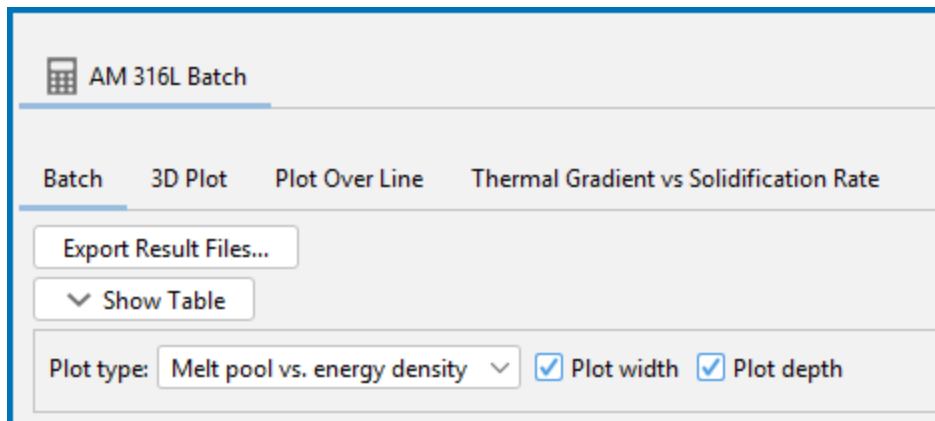 AM 316L Batch
Batch 3D Plot Plot Over Line Thermal Gradient vs Solidification Rate
Export Result Files...
Show Table
Plot type: Melt pool vs. energy density Plot width Plot depth